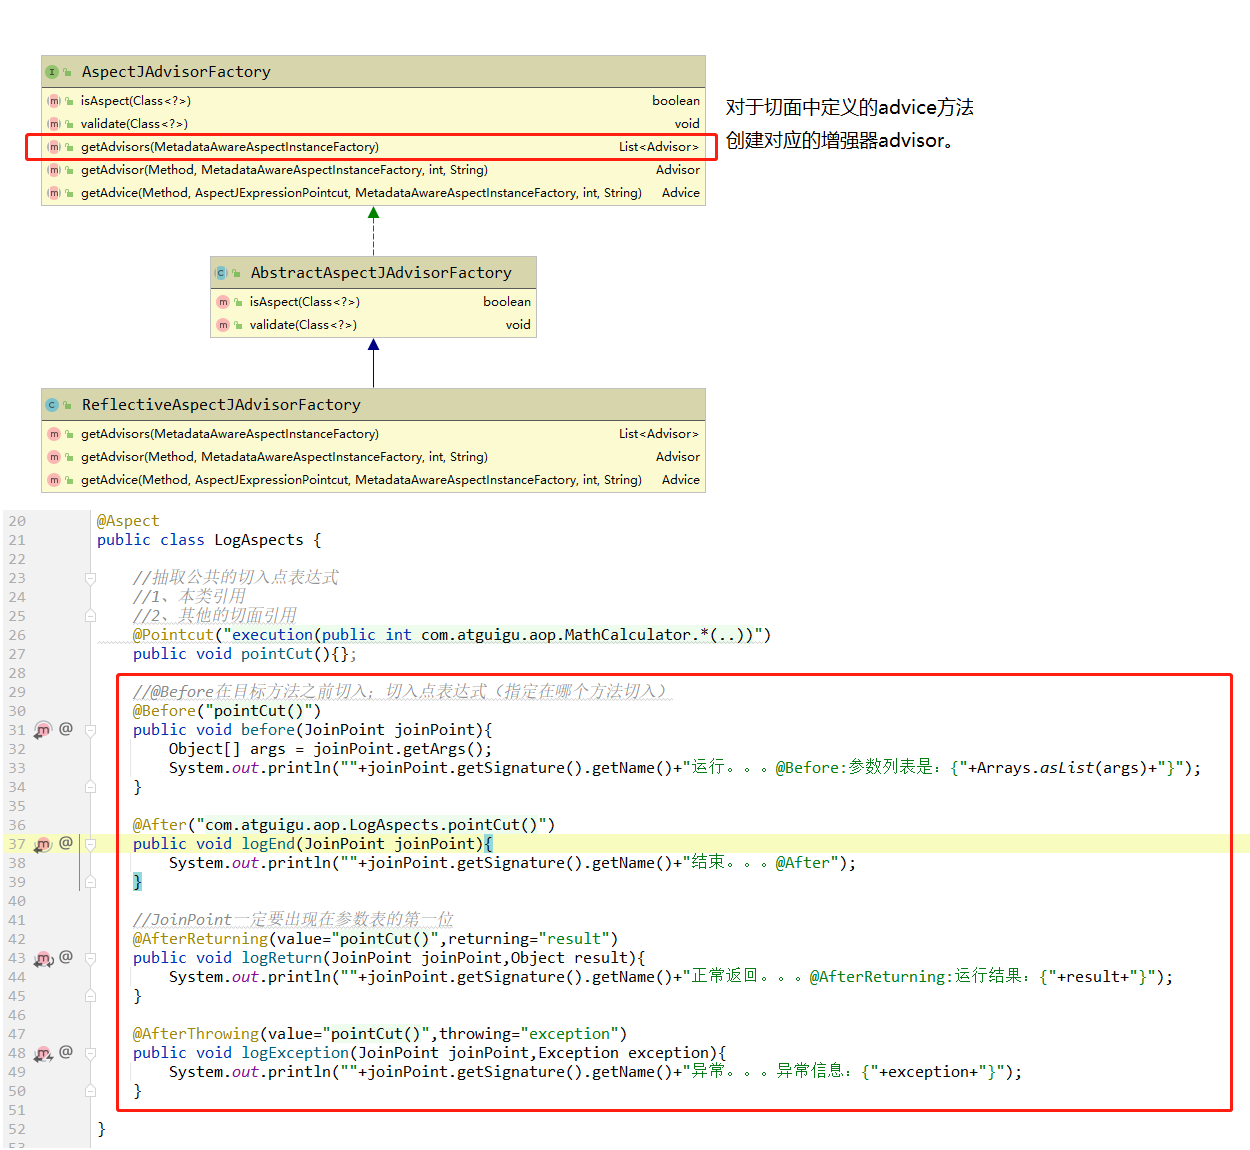 AspectJAdvisorFactory
isAspect(Class<?>) boolean
validate(Class<?>) void
getAdvisors(MetadataAwareAspectInstanceFactory) List<Advisor>
getAdvisor(Method, MetadataAwareAspectInstanceFactory, int, String) Advisor
getAdvice(Method, AspectJExpressionPointcut, MetadataAwareAspectInstanceFactory, int, String) Advice
对于切面中定义的advice方法
创建对应的增强器advisor。
AbstractAspectJAdvisorFactory
isAspect(Class<?>) boolean
validate(Class<?>) void
ReflectiveAspectJAdvisorFactory
getAdvisors(MetadataAwareAspectInstanceFactory) List<Advisor>
getAdvisor(Method, MetadataAwareAspectInstanceFactory, int, String) Advisor
getAdvice(Method, AspectJExpressionPointcut, MetadataAwareAspectInstanceFactory, int, String) Advice
20 @Aspect
21 public class LogAspects {
22
23 //抽取公共的切入点表达式
24 //1、本类引用
25 //2、其他的切面引用
26 @Pointcut("execution(public int com.atguigu.aop.MathCalculator.*(..))")
27 public void pointCut(){};
28
29 //@Before在目标方法之前切入；切入点表达式（指定在哪个方法切入）
30 @Before("pointCut()")
31 public void before(JoinPoint joinPoint){
32 Object[] args = joinPoint.getArgs();
33 System.out.println(""+joinPoint.getSignature().getName()+"运行。。。@Before:参数列表是：{"+Arrays.asList(args)+"}");
34 }
35
36 @After("com.atguigu.aop.LogAspects.pointCut()")
37 public void logEnd(JoinPoint joinPoint){
38 System.out.println(""+joinPoint.getSignature().getName()+"结束。。。@After");
39 }
40
41 //JoinPoint一定要出现在参数表的第一位
42 @AfterReturning(value="pointCut()",returning="result")
43 public void logReturn(JoinPoint joinPoint,Object result){
44 System.out.println(""+joinPoint.getSignature().getName()+"正常返回。。。@AfterReturning:运行结果：{"+result+"}");
45 }
46
47 @AfterThrowing(value="pointCut()",throwing="exception")
48 public void logException(JoinPoint joinPoint,Exception exception){
49 System.out.println(""+joinPoint.getSignature().getName()+"异常。。。异常信息：{"+exception+"}");
50 }
51
52 }
53